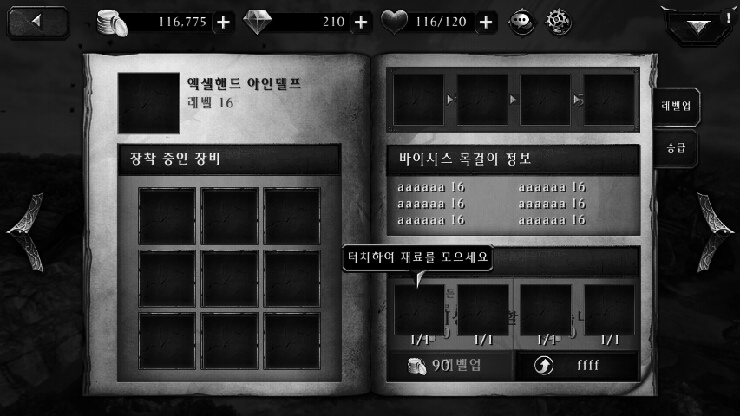 116,775
210
116/120
엑셀핸드 아인델프
레벨 16
장착 중인 장비
바이시스 목걸이 정보
aaaaaa 16 aaaaaa 16
aaaaaa 16 aaaaaa 16
aaaaaa 16 aaaaaa 16
터치하여 재료를 모으세요
1/1 1/1 1/1 1/1
90 레벨업
ffff
레벨업
승급